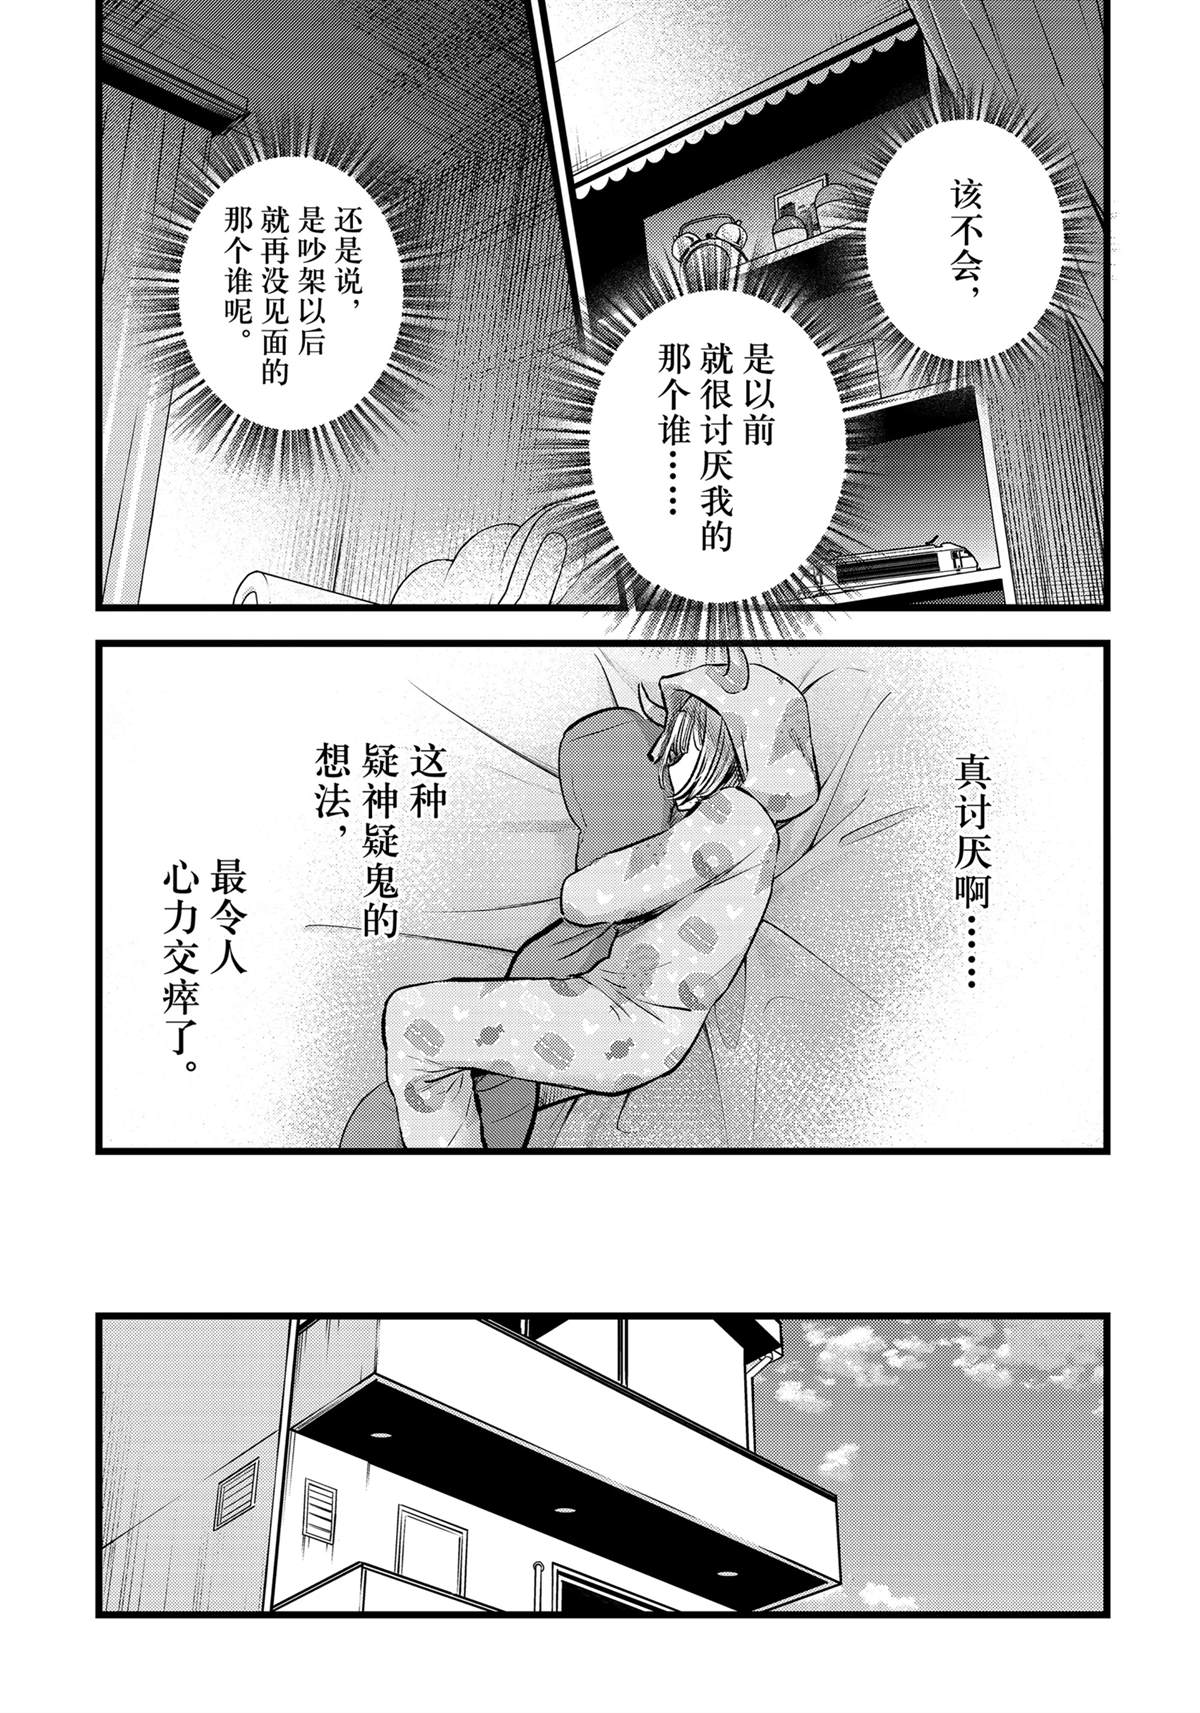 该不会，
是以前
就很讨厌我的
那个谁……
还是说，
是吵架以后
就再没见面的
那个谁呢。
真讨厌啊……
这种
疑神疑鬼的
想法，
最令人
心力交瘁了。